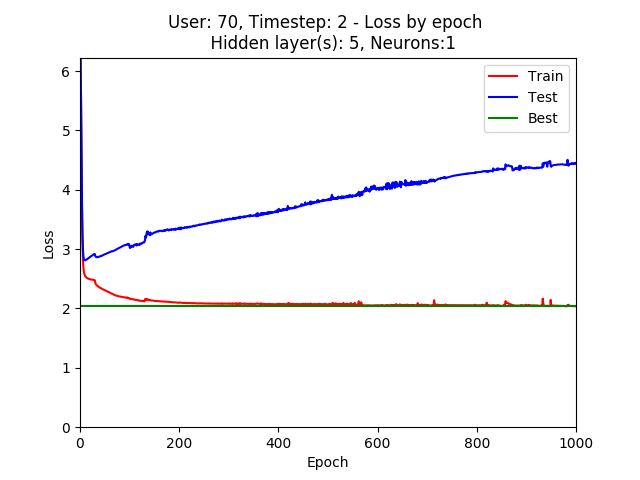 User: 70, Timestep: 2 - Loss by epoch
Hidden layer(s): 5, Neurons:1
Train
Test
Best
6
5
4
3
2
1
0
Loss
0 200 400 600 800 1000
Epoch